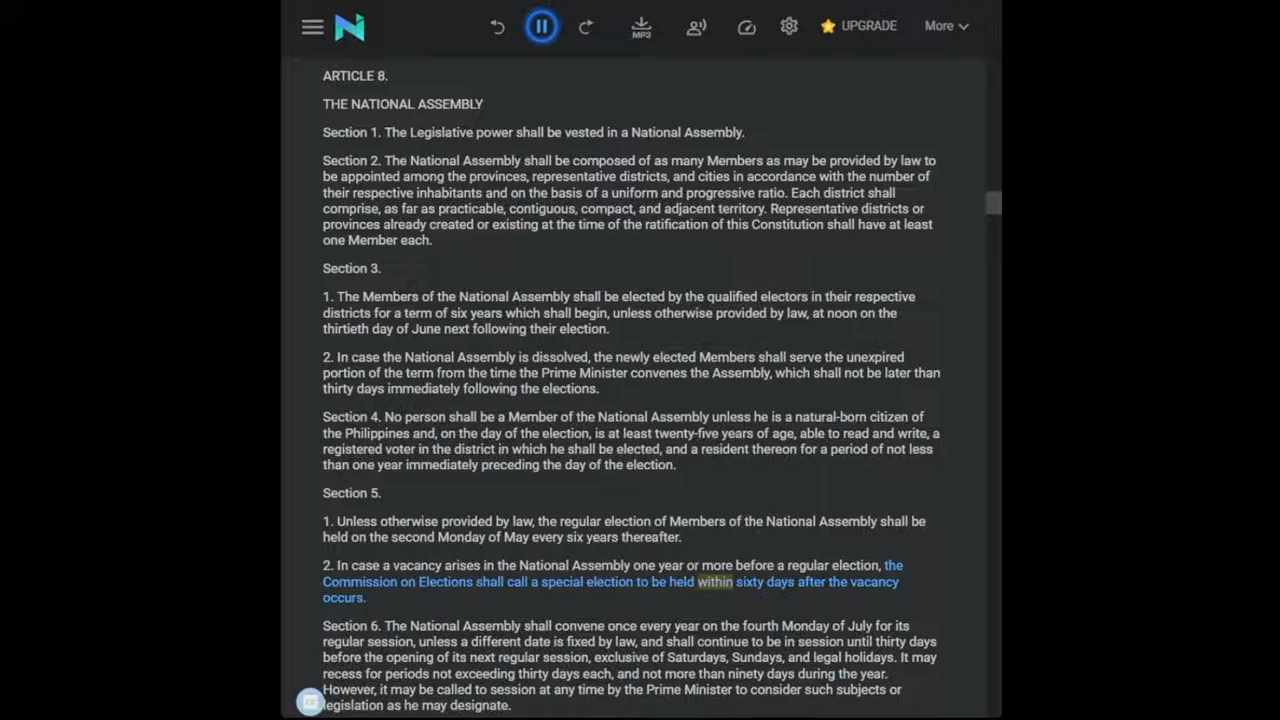 MP3
UPGRADE
More
ARTICLE 8.
THE NATIONAL ASSEMBLY
Section 1. The Legislative power shall be vested in a National Assembly.
Section 2. The National Assembly shall be composed of as many Members as may be provided by law to
be appointed among the provinces, representative districts, and cities in accordance with the number of
their respective inhabitants and on the basis of a uniform and progressive ratio. Each district shall
comprise, as far as practicable, contiguous, compact, and adjacent territory. Representative districts or
provinces already created or existing at the time of the ratification of this Constitution shall have at least
one Member each.
Section 3.
1. The Members of the National Assembly shall be elected by the qualified electors in their respective
districts for a term of six years which shall begin, unless otherwise provided by law, at noon on the
thirtieth day of June next following their election.
2. In case the National Assembly is dissolved, the newly elected Members shall serve the unexpired
portion of the term from the time the Prime Minister convenes the Assembly, which shall not be later than
thirty days immediately following the elections.
Section 4. No person shall be a Member of the National Assembly unless he is a natural-born citizen of
the Philippines and, on the day of the election, is at least twenty-five years of age, able to read and write, a
registered voter in the district in which he shall be elected, and a resident thereon for a period of not less
than one year immediately preceding the day of the election.
Section 5.
1. Unless otherwise provided by law, the regular election of Members of the National Assembly shall be
held on the second Monday of May every six years thereafter.
2. In case a vacancy arises in the National Assembly one year or more before a regular election, the
Commission on Elections shall call a special election to be held within sixty days after the vacancy
occurs.
Section 6. The National Assembly shall convene once every year on the fourth Monday of July for its
regular session, unless a different date is fixed by law, and shall continue to be in session until thirty days
before the opening of its next regular session, exclusive of Saturdays, Sundays, and legal holidays. It may
recess for periods not exceeding thirty days each, and not more than ninety days during the year.
However, it may be called to session at any time by the Prime Minister to consider such subjects or
legislation as he may designate.